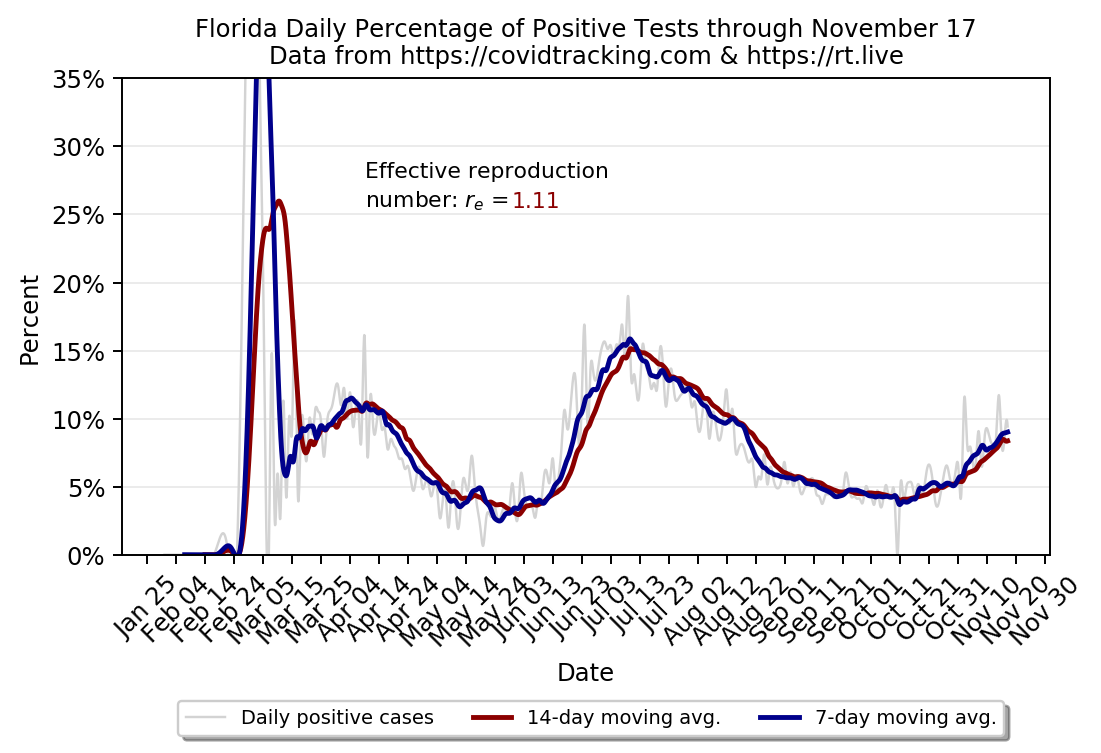 Florida Daily Percentage of Positive Tests through November 17
Data from https://covidtracking.com & https://rt.live
35%
30%
25%
20%
15%
10%
5%
0%
Percent
Effective reproduction
number: rₑ = 1.11
Jan 25
Feb 04
Feb 14
Feb 24
Mar 05
Mar 15
Mar 25
Apr 04
Apr 14
Apr 24
May 04
May 14
May 24
Jun 03
Jun 13
Jun 23
Jul 03
Jul 13
Jul 23
Aug 02
Aug 12
Aug 22
Sep 01
Sep 11
Sep 21
Oct 01
Oct 11
Oct 21
Oct 31
Nov 10
Nov 20
Nov 30
Date
Daily positive cases
14-day moving avg.
7-day moving avg.